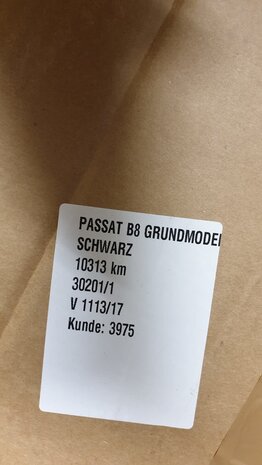 PASSAT B8 GRUNDMODEL
SCHWARZ
10313 km
30201/1
V 1113/17
Kunde: 3975